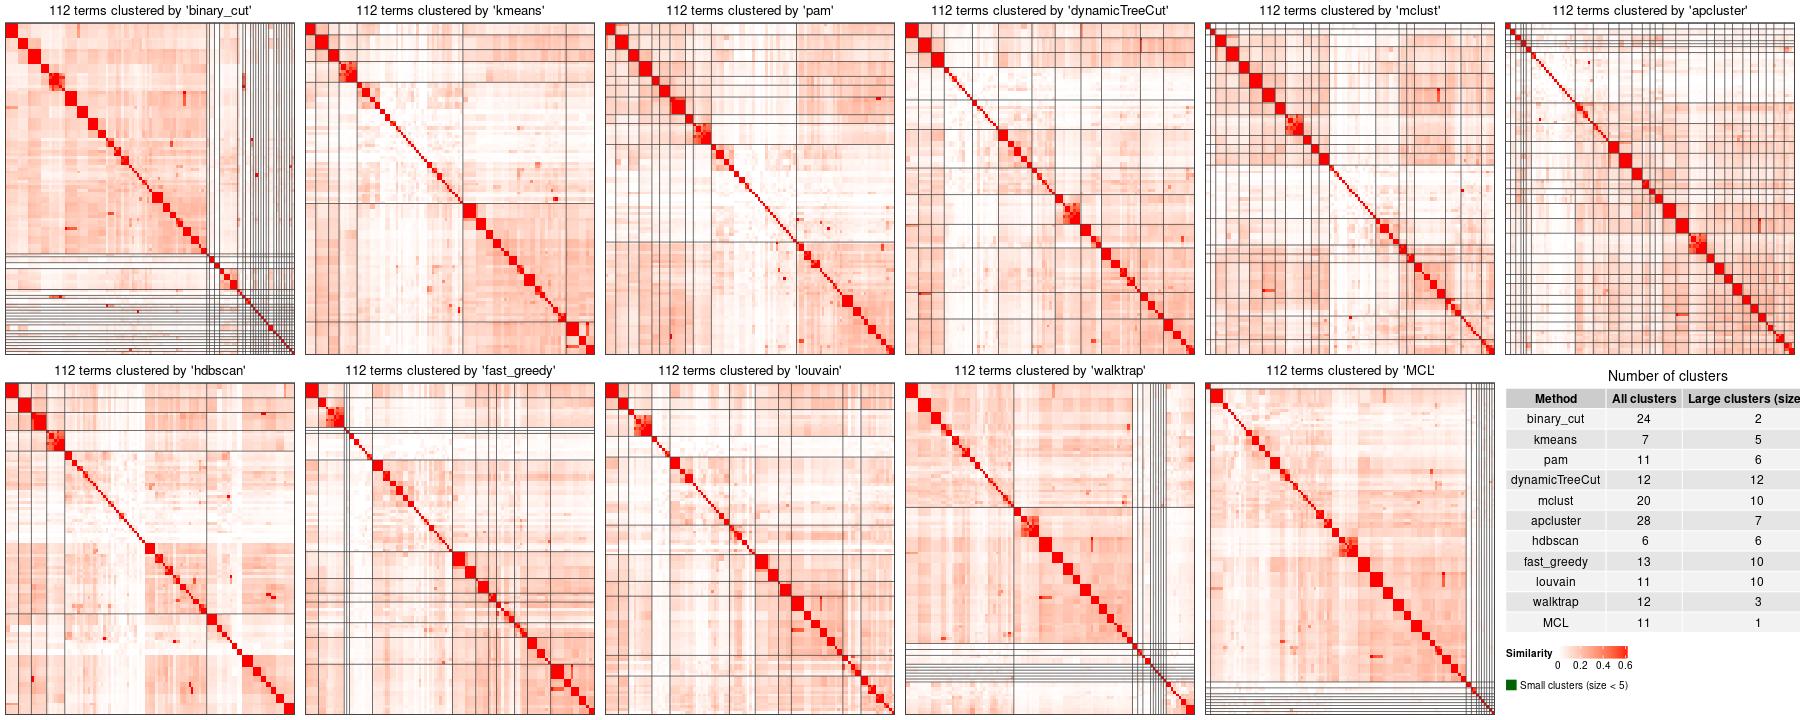 112 terms clustered by 'binary_cut'
112 terms clustered by 'kmeans'
112 terms clustered by 'pam'
112 terms clustered by 'dynamicTreeCut'
112 terms clustered by 'mclust'
112 terms clustered by 'apcluster'
112 terms clustered by 'hdbscan'
112 terms clustered by 'fast_greedy'
112 terms clustered by 'louvain'
112 terms clustered by 'walktrap'
112 terms clustered by 'MCL'
Number of clusters
Method All clusters Large clusters (size
binary_cut 24 2
kmeans 7 5
pam 11 6
dynamicTreeCut 12 12
mclust 20 10
apcluster 28 7
hdbscan 6 6
fast_greedy 13 10
louvain 11 10
walktrap 12 3
MCL 11 1
Similarity
0 0.2 0.4 0.6
Small clusters (size < 5)